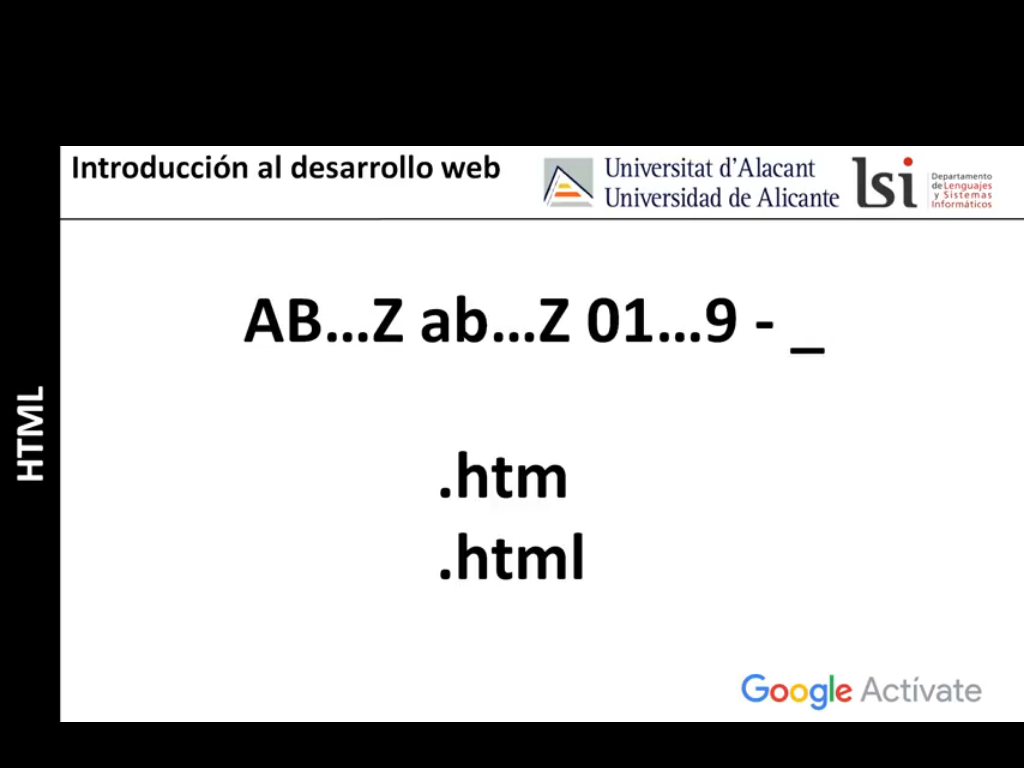 Introducción al desarrollo web
Universitat d'Alacant
Universidad de Alicante
lsi
Departamento
de Lenguajes
y Sistemas
Informáticos
HTML
AB...Z ab...Z 01...9 - _
.htm
.html
Google Actívate